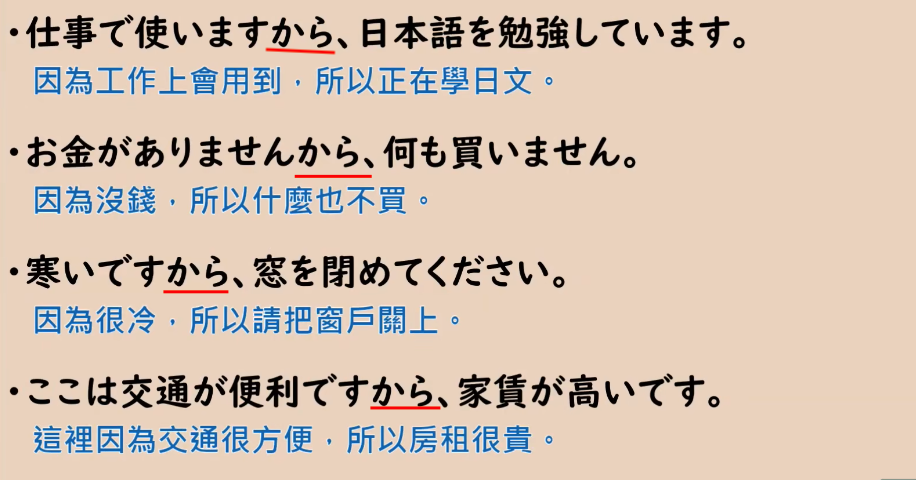 ・仕事で使いますから、日本語を勉強しています。
因為工作上會用到，所以正在學日文。
・お金がありませんから、何も買いません。
因為沒錢，所以什麼也不買。
・寒いですから、窓を閉めてください。
因為很冷，所以請把窗戶關上。
・ここは交通が便利ですから、家賃が高いです。
這裡因為交通很方便，所以房租很貴。